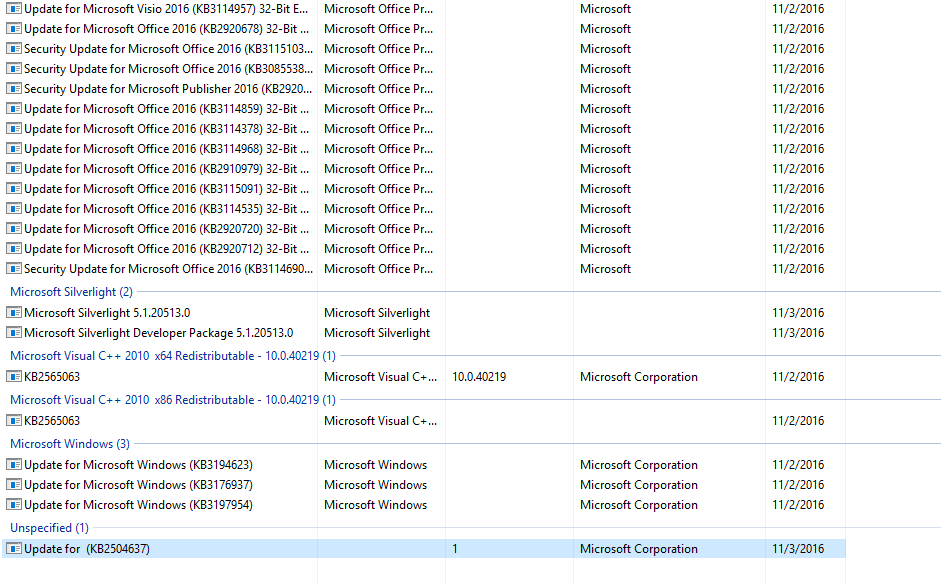 Update for Microsoft Visio 2016 (KB3114957) 32-Bit E... Microsoft Office Pr... Microsoft 11/2/2016
Update for Microsoft Office 2016 (KB2920678) 32-Bit ... Microsoft Office Pr... Microsoft 11/2/2016
Security Update for Microsoft Office 2016 (KB3115103... Microsoft Office Pr... Microsoft 11/2/2016
Security Update for Microsoft Office 2016 (KB3085538... Microsoft Office Pr... Microsoft 11/2/2016
Security Update for Microsoft Publisher 2016 (KB2920... Microsoft Office Pr... Microsoft 11/2/2016
Update for Microsoft Office 2016 (KB3114859) 32-Bit ... Microsoft Office Pr... Microsoft 11/2/2016
Update for Microsoft Office 2016 (KB3114378) 32-Bit ... Microsoft Office Pr... Microsoft 11/2/2016
Update for Microsoft Office 2016 (KB3114968) 32-Bit ... Microsoft Office Pr... Microsoft 11/2/2016
Update for Microsoft Office 2016 (KB2910979) 32-Bit ... Microsoft Office Pr... Microsoft 11/2/2016
Update for Microsoft Office 2016 (KB3115091) 32-Bit ... Microsoft Office Pr... Microsoft 11/2/2016
Update for Microsoft Office 2016 (KB3114535) 32-Bit ... Microsoft Office Pr... Microsoft 11/2/2016
Update for Microsoft Office 2016 (KB2920720) 32-Bit ... Microsoft Office Pr... Microsoft 11/2/2016
Update for Microsoft Office 2016 (KB2920712) 32-Bit ... Microsoft Office Pr... Microsoft 11/2/2016
Security Update for Microsoft Office 2016 (KB3114690... Microsoft Office Pr... Microsoft 11/2/2016
Microsoft Silverlight (2)
Microsoft Silverlight 5.1.20513.0 Microsoft Silverlight 11/3/2016
Microsoft Silverlight Developer Package 5.1.20513.0 Microsoft Silverlight 11/3/2016
Microsoft Visual C++ 2010  x64 Redistributable - 10.0.40219 (1)
KB2565063 Microsoft Visual C+... 10.0.40219 Microsoft Corporation 11/2/2016
Microsoft Visual C++ 2010  x86 Redistributable - 10.0.40219 (1)
KB2565063 Microsoft Visual C+... 11/2/2016
Microsoft Windows (3)
Update for Microsoft Windows (KB3194623) Microsoft Windows Microsoft Corporation 11/2/2016
Update for Microsoft Windows (KB3176937) Microsoft Windows Microsoft Corporation 11/2/2016
Update for Microsoft Windows (KB3197954) Microsoft Windows Microsoft Corporation 11/2/2016
Unspecified (1)
Update for  (KB2504637) 1 Microsoft Corporation 11/3/2016